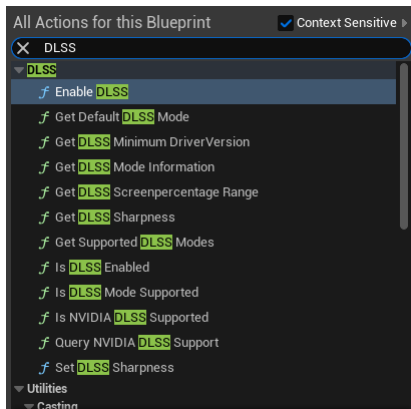 All Actions for this Blueprint Context Sensitive
DLSS
DLSS
Enable DLSS
Get Default DLSS Mode
Get DLSS Minimum DriverVersion
Get DLSS Mode Information
Get DLSS Screenpercentage Range
Get DLSS Sharpness
Get Supported DLSS Modes
Is DLSS Enabled
Is DLSS Mode Supported
Is NVIDIA DLSS Supported
Query NVIDIA DLSS Support
Set DLSS Sharpness
Utilities
Casting